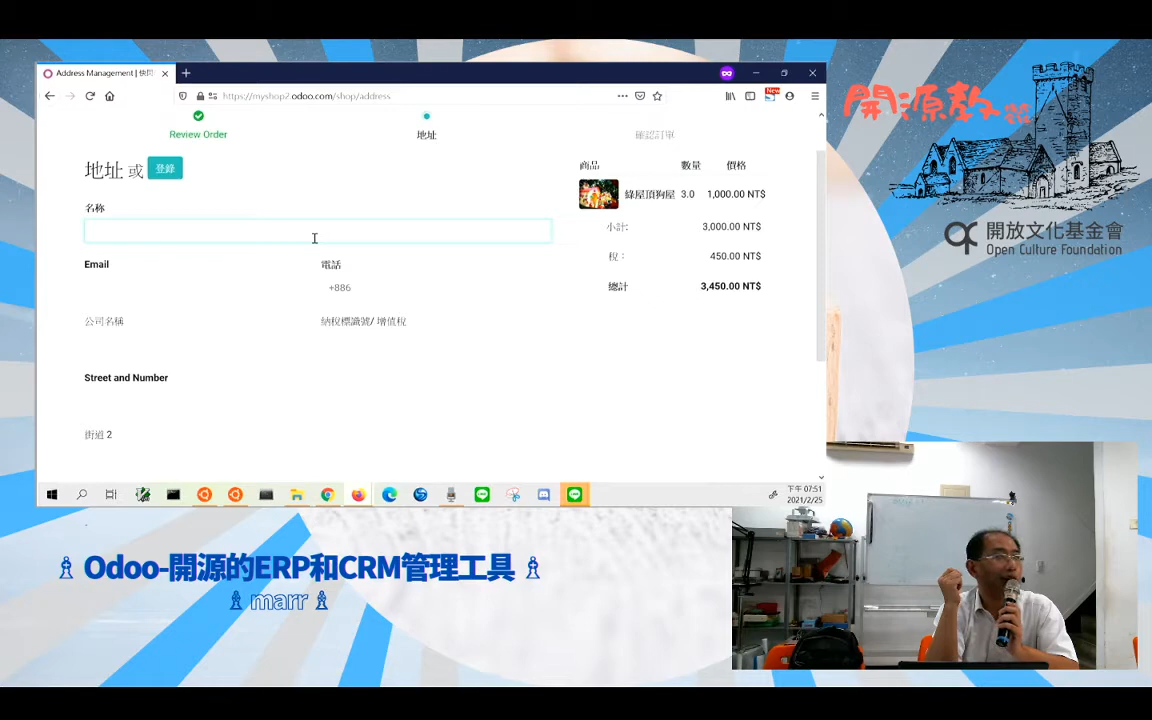 Address Management | 快閃
https://myshop2.odoo.com/shop/address
New
Review Order
地址
確認訂單
地址 或 登錄
名称
Email
電話
+886
公司名稱
納稅標識號/ 增值稅
Street and Number
街道 2
商品 數量 價格
綠屋頂狗屋 3.0 1,000.00 NT$
小計: 3,000.00 NT$
稅： 450.00 NT$
總計 3,450.00 NT$
下午 07:51
2021/2/25
開源教
開放文化基金會
Open Culture Foundation
Odoo-開源的ERP和CRM管理工具
marr